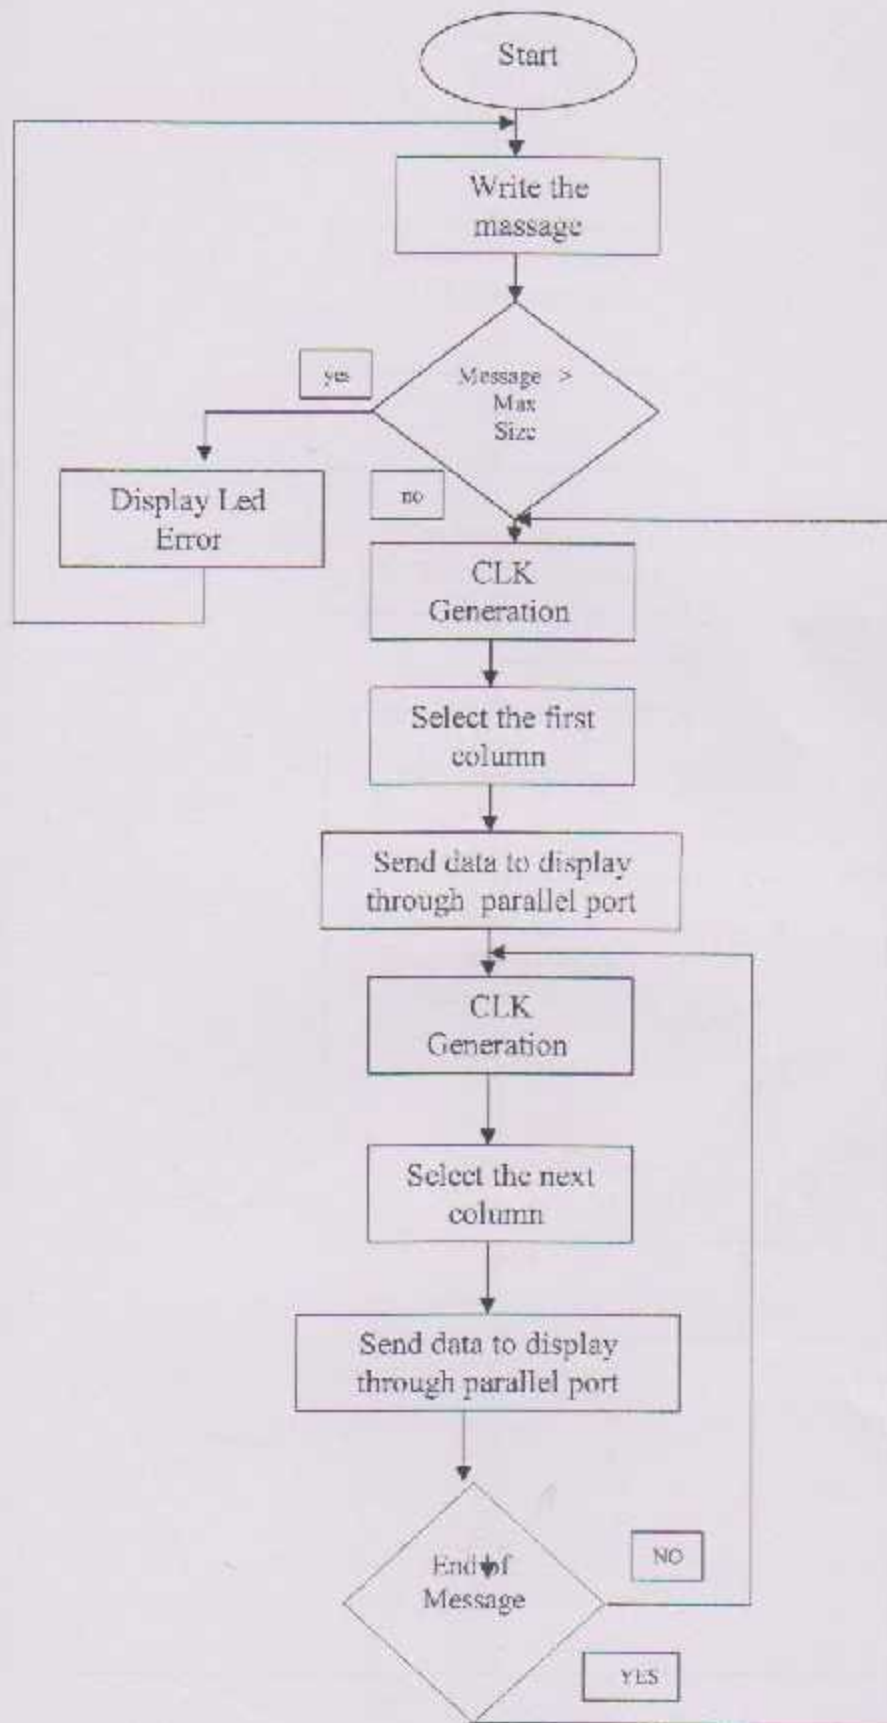 Start
Write the
massage
yes
Message >
Max
Size
no
Display Led
Error
CLK
Generation
Select the first
column
Send data to display
through parallel port
CLK
Generation
Select the next
column
Send data to display
through parallel port
End of
Message
NO
YES